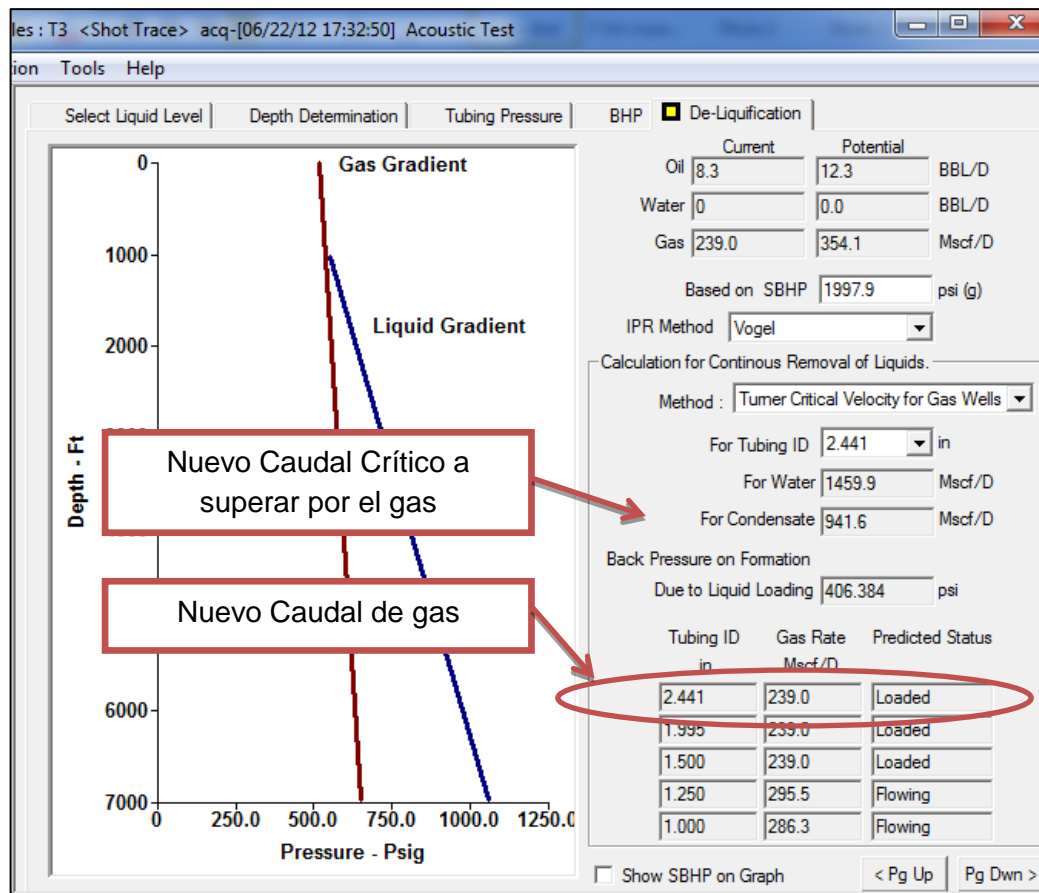 les : T3 <Shot Trace> acq-[06/22/12 17:32:50] Acoustic Test
ion Tools Help
Select Liquid Level Depth Determination Tubing Pressure BHP De-Liquification
0
1000
2000
6000
7000
Depth - Ft
Gas Gradient
Liquid Gradient
0 250.0 500.0 750.0 1000.0 1250.0
Pressure - Psig
Nuevo Caudal Crítico a
superar por el gas
Nuevo Caudal de gas
Current Potential
Oil 8.3 12.3 BBL/D
Water 0 0.0 BBL/D
Gas 239.0 354.1 Mscf/D
Based on SBHP 1997.9 psi (g)
IPR Method Vogel
Calculation for Continous Removal of Liquids.
Method : Turner Critical Velocity for Gas Wells
For Tubing ID 2.441 in
For Water 1459.9 Mscf/D
For Condensate 941.6 Mscf/D
Back Pressure on Formation
Due to Liquid Loading 406.384 psi
Tubing ID Gas Rate Predicted Status
in Mscf/D
2.441 239.0 Loaded
1.995 239.0 Loaded
1.500 239.0 Loaded
1.250 295.5 Flowing
1.000 286.3 Flowing
Show SBHP on Graph < Pg Up Pg Dwn >